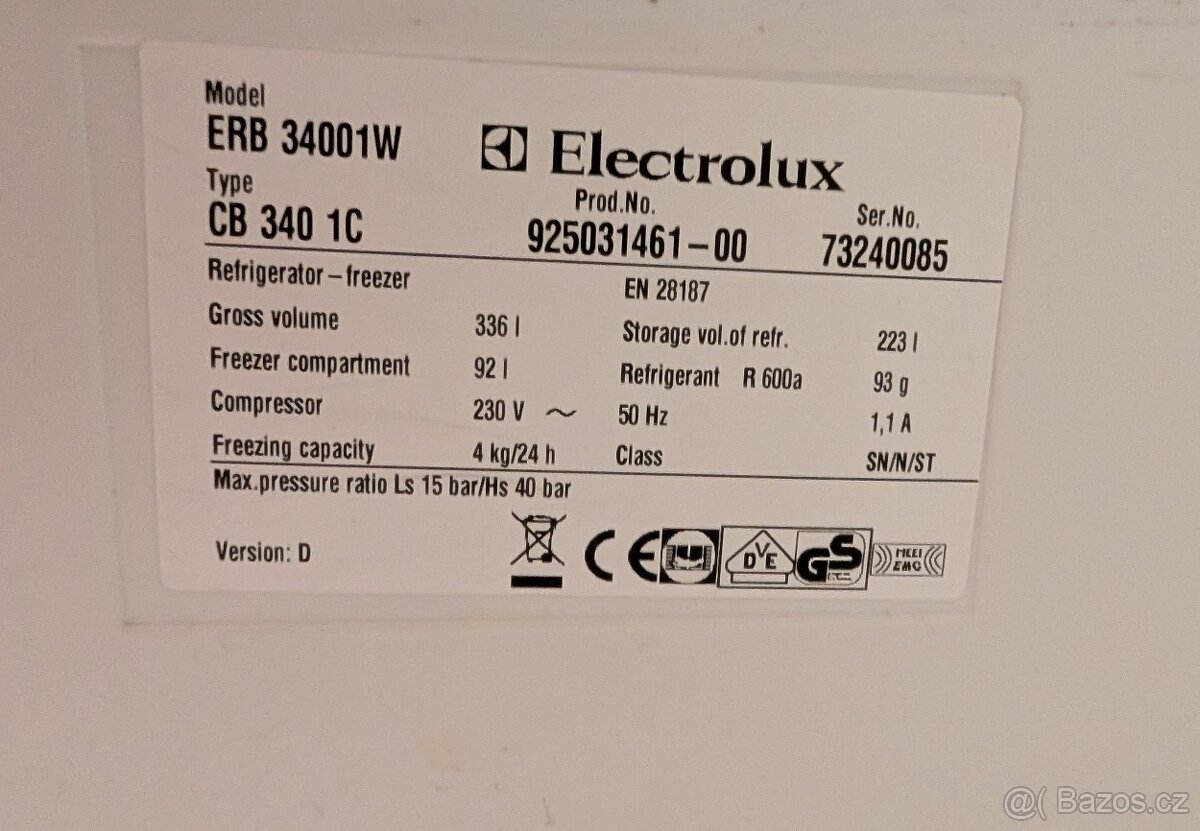 Model
ERB 34001W
Electrolux
Type
CB 340 1C
Prod.No.
925031461-00
Ser.No.
73240085
Refrigerator-freezer EN 28187
Gross volume 336 l Storage vol.of refr. 223 l
Freezer compartment 92 l Refrigerant R 600a 93 g
Compressor 230 V ~ 50 Hz 1,1 A
Freezing capacity 4 kg/24 h Class SN/N/ST
Max.pressure ratio Ls 15 bar/Hs 40 bar
Version: D
CE
DVE
GS
MEEI
EMC
@( Bazos.cz